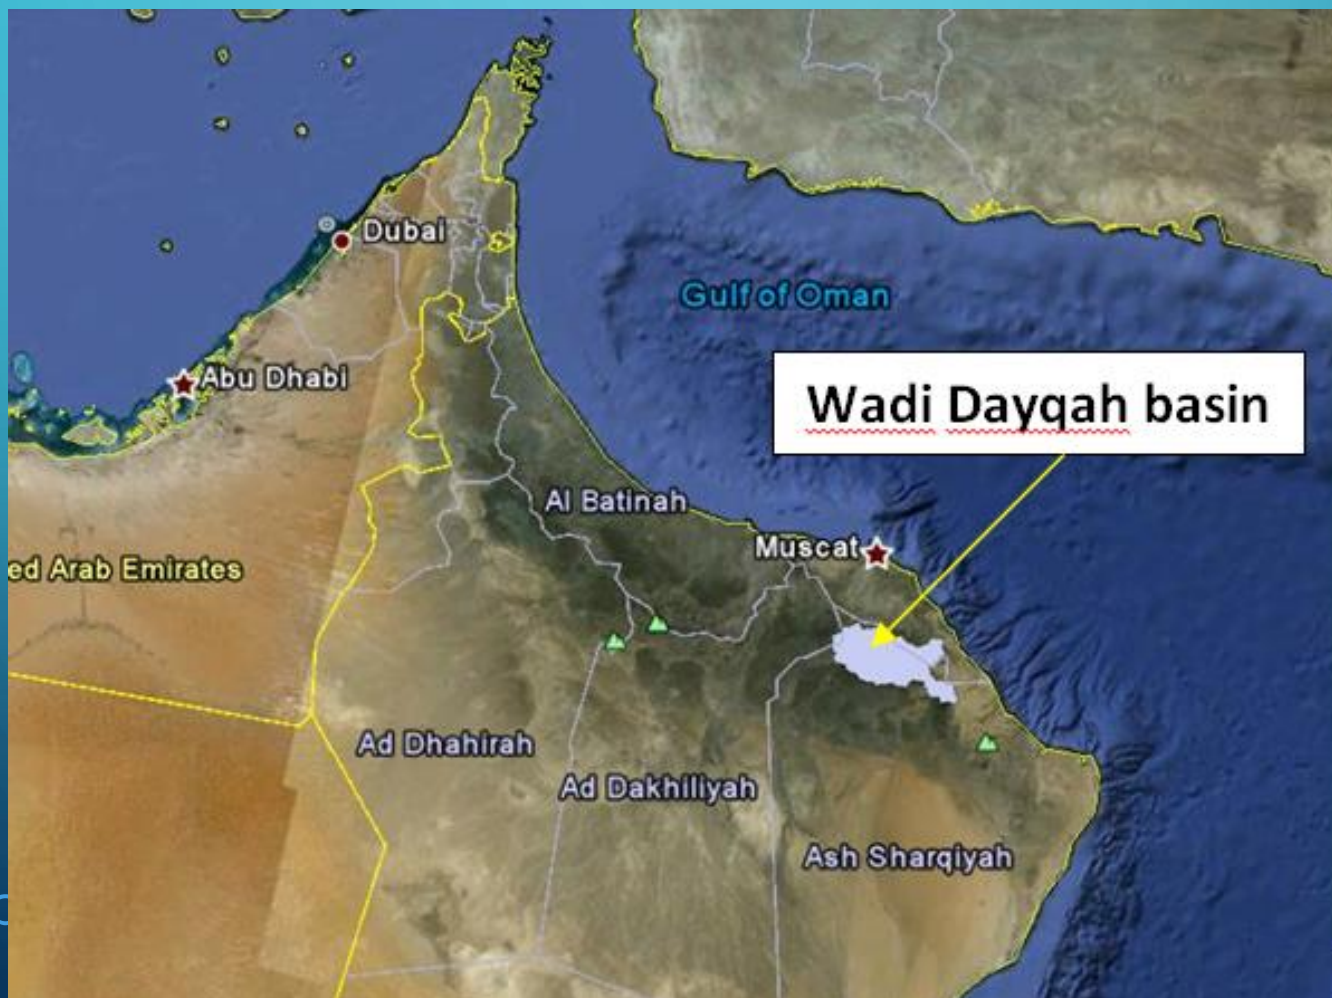 Dubai
Gulf of Oman
Abu Dhabi
Wadi Dayqah basin
Al Batinah
Muscat
ed Arab Emirates
Ad Dhahirah
Ad Dakhiliyah
Ash Sharqiyah